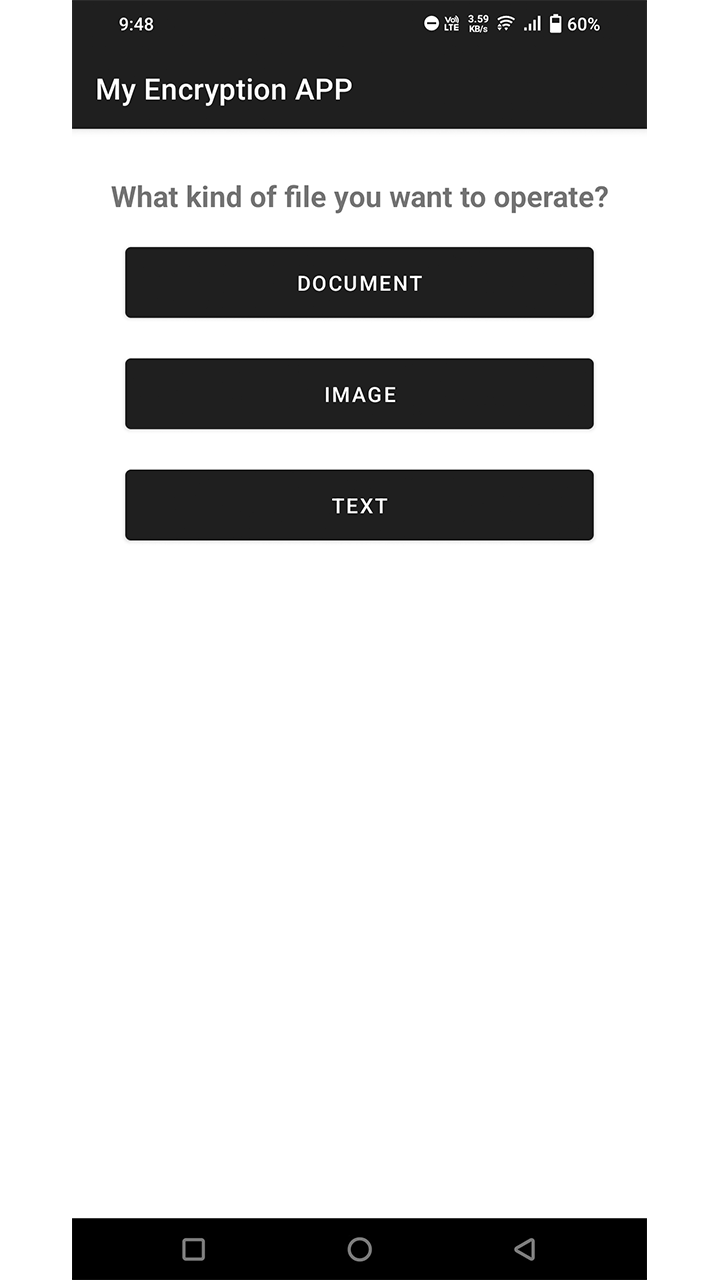 9:48 Vo) LTE 3.59 KB/s 60%
My Encryption APP
What kind of file you want to operate?
DOCUMENT
IMAGE
TEXT